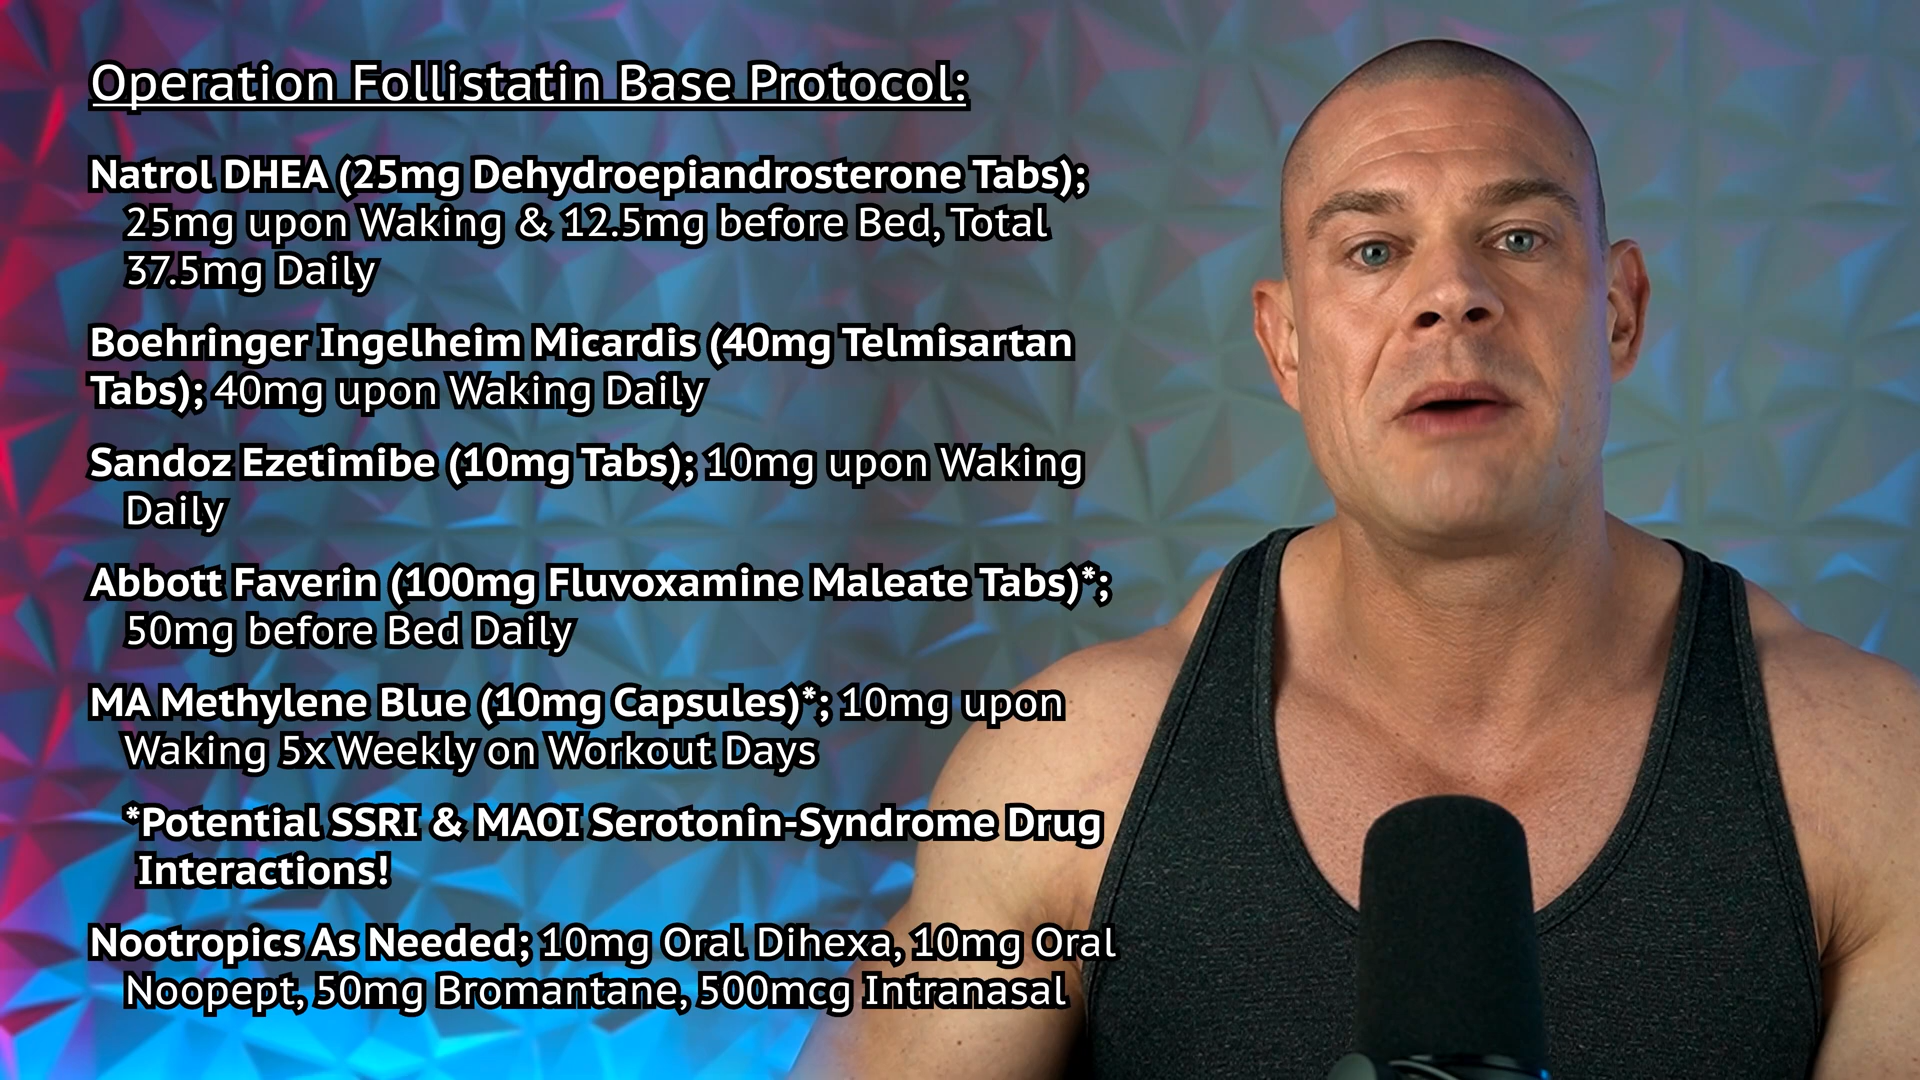 Operation Follistatin Base Protocol:
Natrol DHEA (25mg Dehydroepiandrosterone Tabs);
25mg upon Waking & 12.5mg before Bed, Total
37.5mg Daily
Boehringer Ingelheim Micardis (40mg Telmisartan
Tabs); 40mg upon Waking Daily
Sandoz Ezetimibe (10mg Tabs); 10mg upon Waking
Daily
Abbott Faverin (100mg Fluvoxamine Maleate Tabs)*;
50mg before Bed Daily
MA Methylene Blue (10mg Capsules)*; 10mg upon
Waking 5x Weekly on Workout Days
*Potential SSRI & MAOI Serotonin-Syndrome Drug
Interactions!
Nootropics As Needed; 10mg Oral Dihexa, 10mg Oral
Noopept, 50mg Bromantane, 500mcg Intranasal